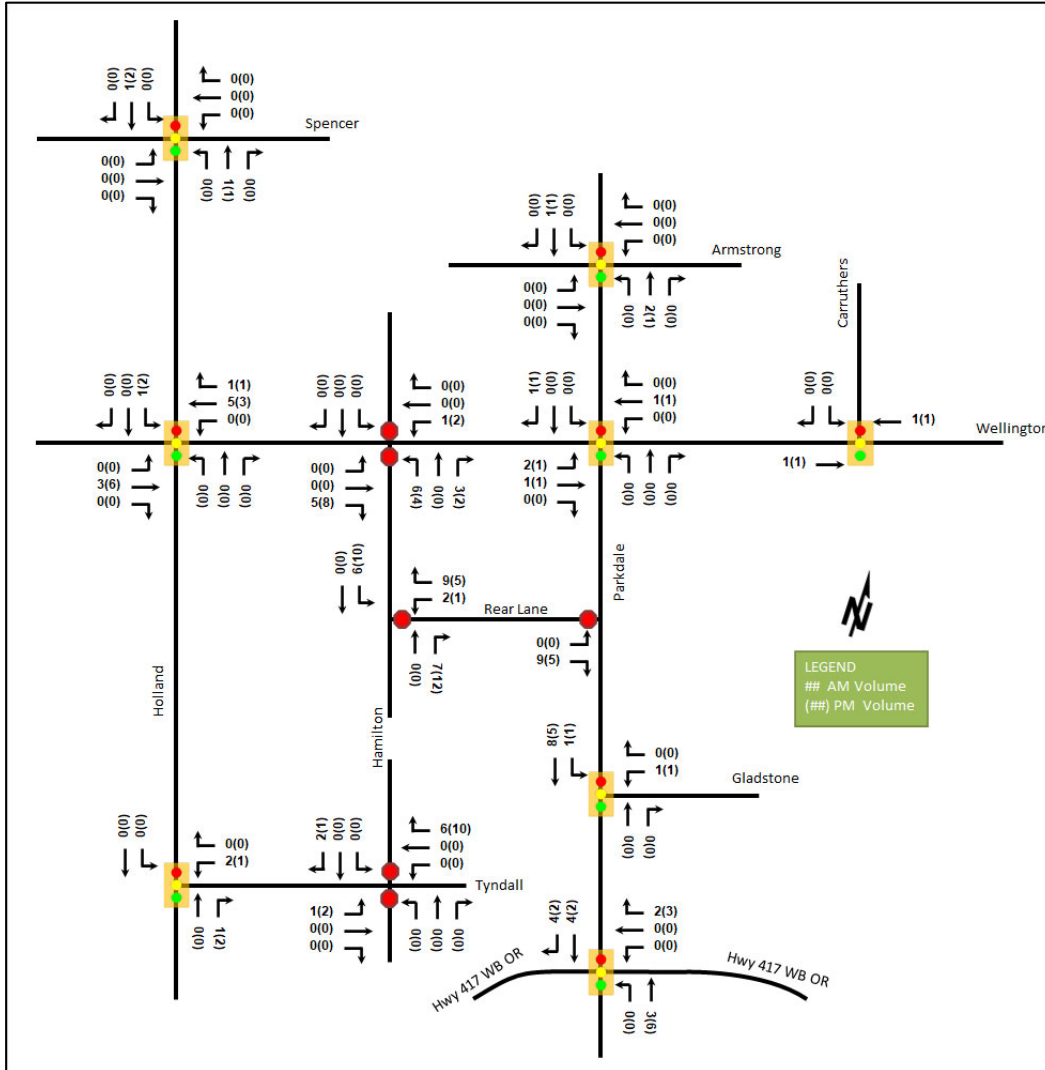 0(0) 1(2) 0(0)
0(0)
0(0)
0(0)
Spencer
0(0)
0(0)
0(0)
0(0) 1(1) 0(0)
0(0) 1(1) 0(0)
0(0)
0(0)
0(0)
Armstrong
0(0)
0(0)
0(0)
0(0) 2(1) 0(0)
Carruthers
0(0) 0(0) 1(2)
1(1)
5(3)
0(0)
0(0) 0(0) 0(0)
0(0)
0(0)
1(2)
1(1) 0(0) 0(0)
0(0)
1(1)
0(0)
0(0) 0(0)
1(1)
Wellington
0(0)
3(6)
0(0)
0(0) 0(0) 0(0)
0(0)
0(0)
5(8)
6(4) 0(0) 3(2)
2(1)
1(1)
0(0)
0(0) 0(0) 0(0)
1(1)
Parkdale
0(0) 6(10)
9(5)
2(1)
Rear Lane
0(0)
9(5)
0(0) 7(12)
N
LEGEND
## AM Volume
(##) PM Volume
Holland
Hamilton
8(5) 1(1)
0(0)
1(1)
Gladstone
0(0) 0(0)
0(0) 0(0)
0(0)
2(1)
2(1) 0(0) 0(0)
6(10)
0(0)
0(0)
Tyndall
0(0) 1(2)
1(2)
0(0)
0(0)
0(0) 0(0) 0(0)
4(2) 4(2)
2(3)
0(0)
0(0)
Hwy 417 WB OR
Hwy 417 WB OR
0(0) 3(6)